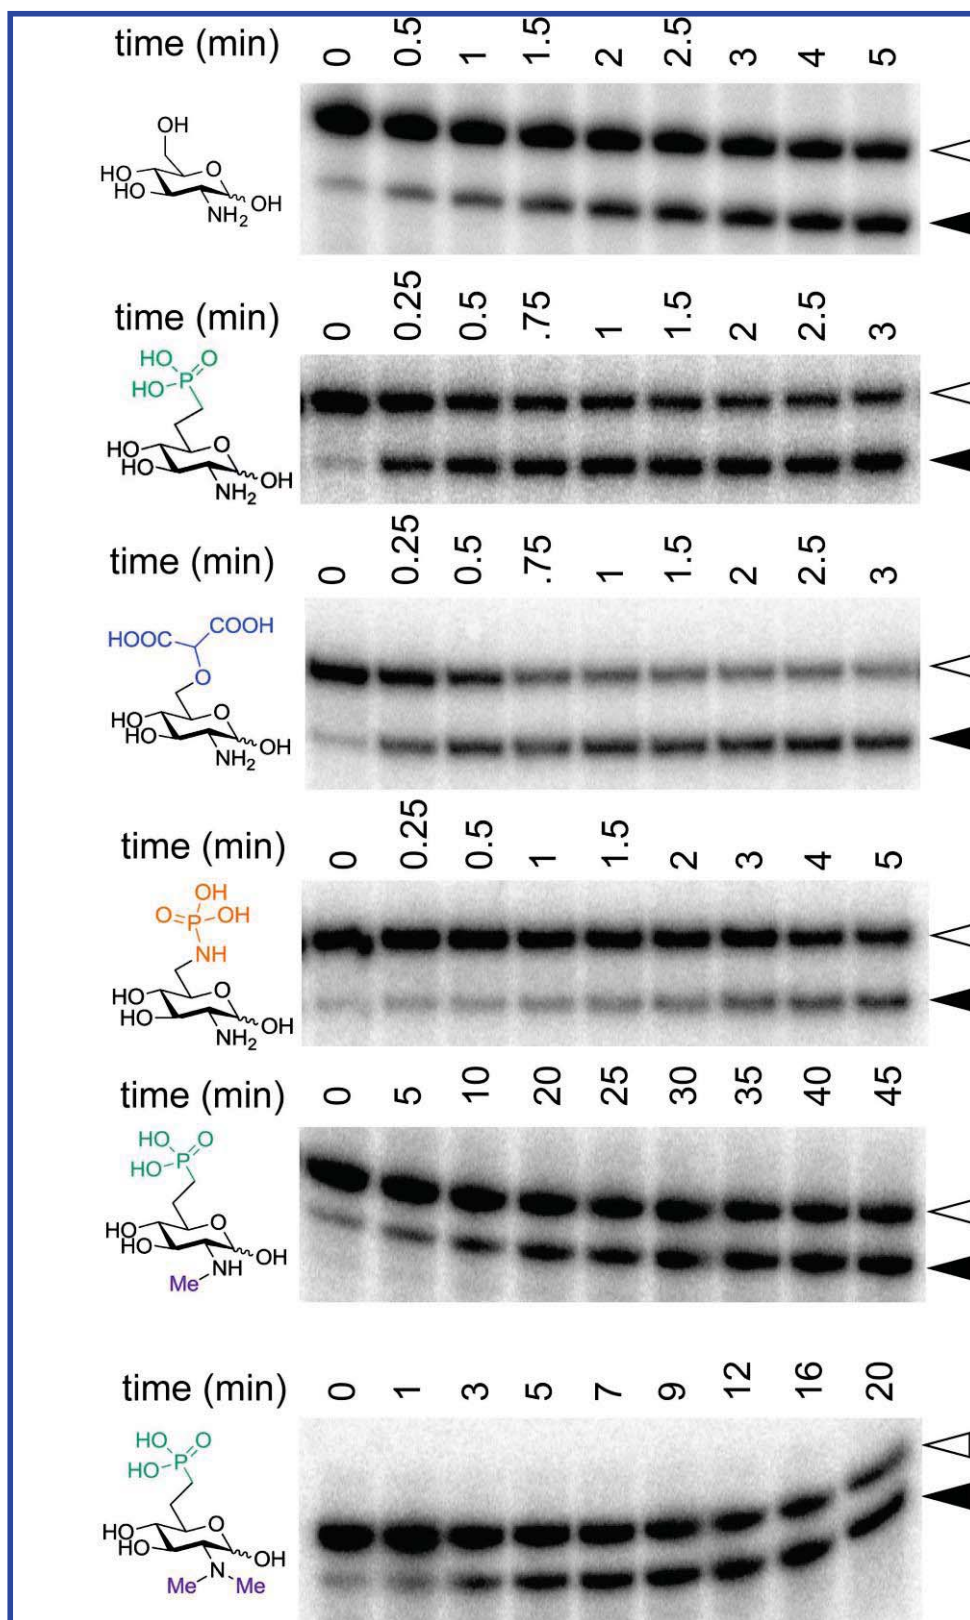 time (min) 0 0.5 1 1.5 2 2.5 3 4 5
OH
HO O
HO OH
NH2
time (min) 0 0.25 0.5 .75 1 1.5 2 2.5 3
HO O
P
HO
HO O
HO OH
NH2
time (min) 0 0.25 0.5 .75 1 1.5 2 2.5 3
HOOC COOH
O
HO O
HO OH
NH2
time (min) 0 0.25 0.5 1 1.5 2 3 4 5
OH
O P OH
NH
HO O
HO OH
NH2
time (min) 0 5 10 20 25 30 35 40 45
HO O
P
HO
HO O
HO OH
NH
Me
time (min) 0 1 3 5 7 9 12 16 20
HO O
P
HO
HO O
HO OH
N
Me Me